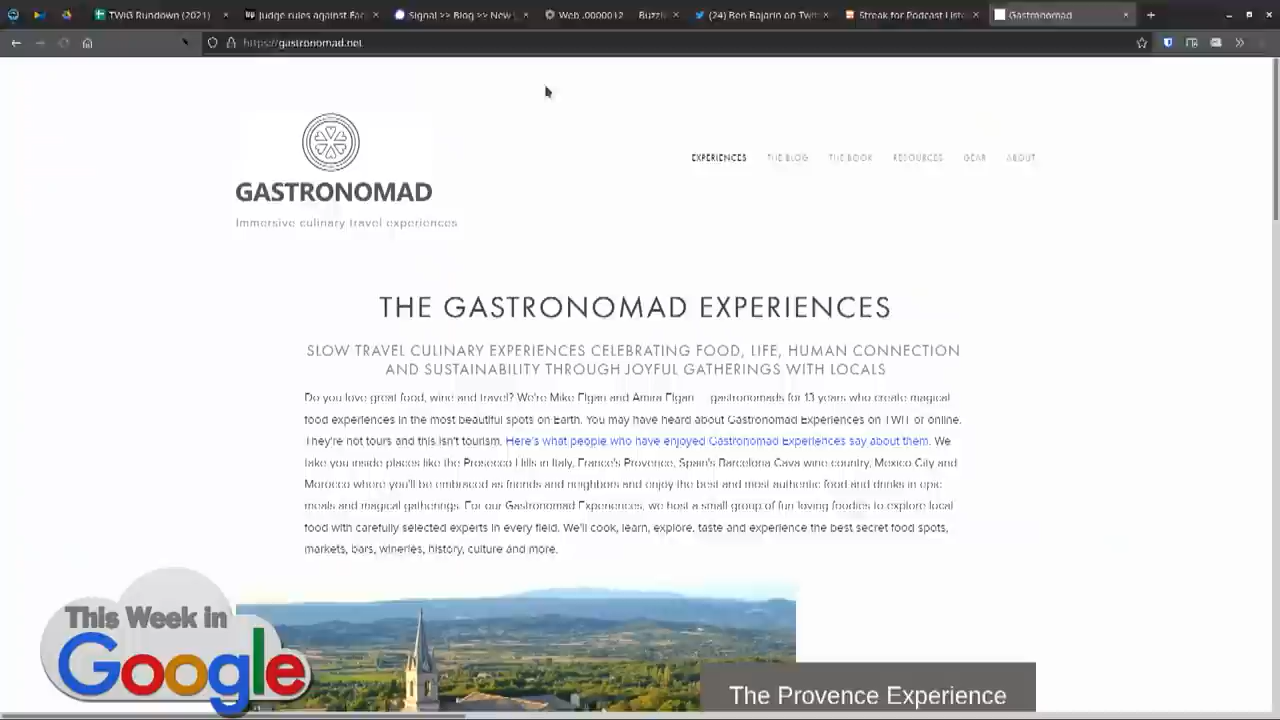 TWiG Rundown (2021)
Judge rules against Fac
Signal >> Blog >> New
Web .0000012
Buzz
(24) Ben Bajarin on Twit
Streak for Podcast Liste
Gastronomad
https://gastronomad.net
GASTRONOMAD
Immersive culinary travel experiences
EXPERIENCES
THE BLOG
THE BOOK
RESOURCES
GEAR
ABOUT
THE GASTRONOMAD EXPERIENCES
SLOW TRAVEL CULINARY EXPERIENCES CELEBRATING FOOD, LIFE, HUMAN CONNECTION
AND SUSTAINABILITY THROUGH JOYFUL GATHERINGS WITH LOCALS
Do you love great food, wine and travel? We're Mike Elgan and Amira Elgan — gastronomads for 13 years who create magical
food experiences in the most beautiful spots on Earth. You may have heard about Gastronomad Experiences on TWIT or online.
They're not tours and this isn't tourism. Here's what people who have enjoyed Gastronomad Experiences say about them. We
take you inside places like the Prosecco Hills in Italy, France's Provence, Spain's Barcelona Cava wine country, Mexico City and
Morocco where you'll be embraced as friends and neighbors and enjoy the best and most authentic food and drinks in epic
meals and magical gatherings. For our Gastronomad Experiences, we host a small group of fun loving foodies to explore local
food with carefully selected experts in every field. We'll cook, learn, explore, taste and experience the best secret food spots,
markets, bars, wineries, history, culture and more.
This Week in
Google
The Provence Experience